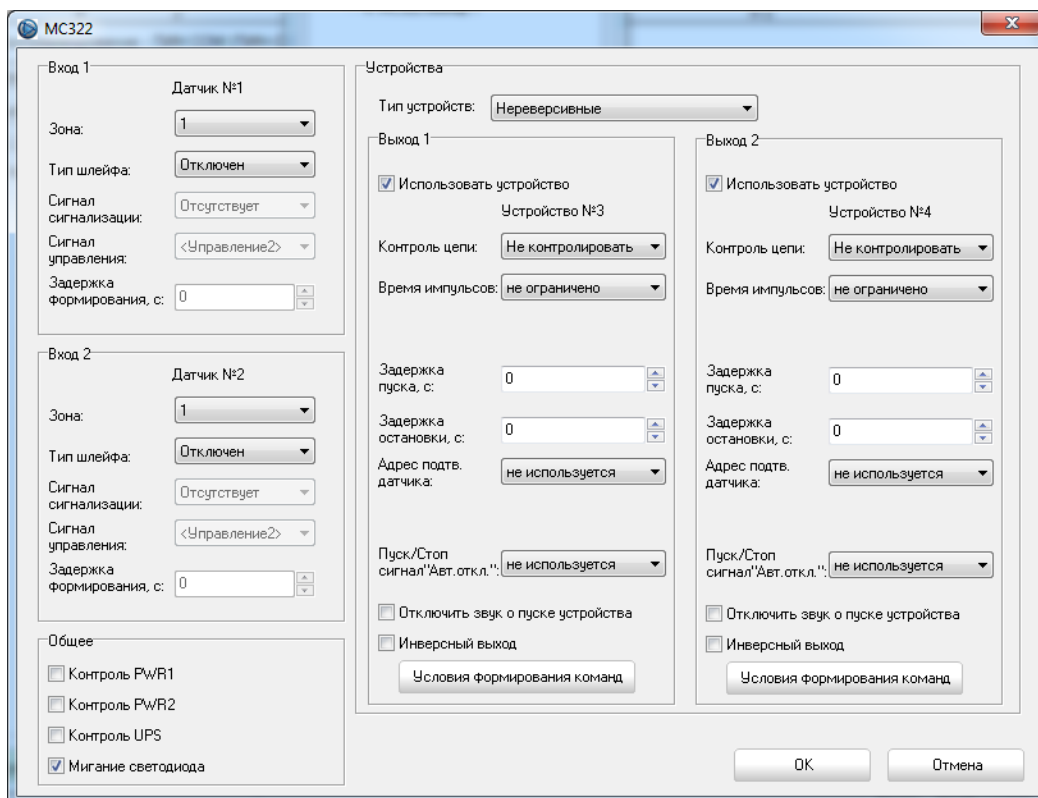 МС322
Вход 1
Датчик №1
Зона:
1
Тип шлейфа:
Отключен
Сигнал
сигнализации:
Отсутствует
Сигнал
управления:
<Управление2>
Задержка
формирования, с:
0
Вход 2
Датчик №2
Зона:
1
Тип шлейфа:
Отключен
Сигнал
сигнализации:
Отсутствует
Сигнал
управления:
<Управление2>
Задержка
формирования, с:
0
Общее
Контроль PWR1
Контроль PWR2
Контроль UPS
Мигание светодиода
Устройства
Тип устройств:
Нереверсивные
Выход 1
Использовать устройство
Устройство №3
Контроль цепи:
Не контролировать
Время импульсов:
не ограничено
Задержка
пуска, с:
0
Задержка
остановки, с:
0
Адрес подтв.
датчика:
не используется
Пуск/Стоп
сигнал"Авт.откл.":
не используется
Отключить звук о пуске устройства
Инверсный выход
Условия формирования команд
Выход 2
Использовать устройство
Устройство №4
Контроль цепи:
Не контролировать
Время импульсов:
не ограничено
Задержка
пуска, с:
0
Задержка
остановки, с:
0
Адрес подтв.
датчика:
не используется
Пуск/Стоп
сигнал"Авт.откл.":
не используется
Отключить звук о пуске устройства
Инверсный выход
Условия формирования команд
OK
Отмена